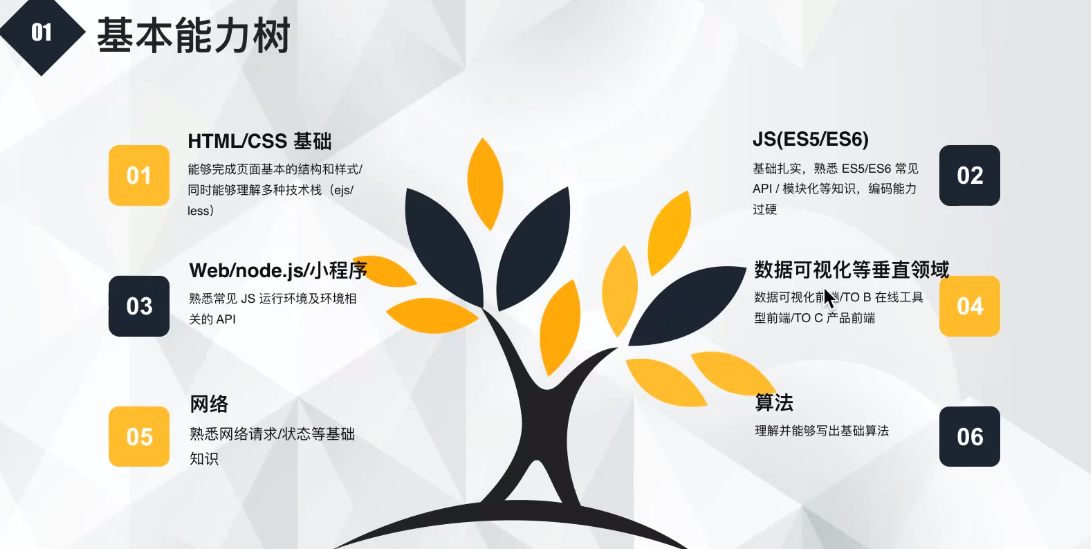 01
基本能力树
01
HTML/CSS 基础
能够完成页面基本的结构和样式/
同时能够理解多种技术栈（ejs/
less）
JS(ES5/ES6)
基础扎实，熟悉 ES5/ES6 常见
API / 模块化等知识，编码能力
过硬
02
03
Web/node.js/小程序
熟悉常见 JS 运行环境及环境相
关的 API
数据可视化等垂直领域
数据可视化前端/TO B 在线工具
型前端/TO C 产品前端
04
05
网络
熟悉网络请求/状态等基础
知识
算法
理解并能够写出基础算法
06